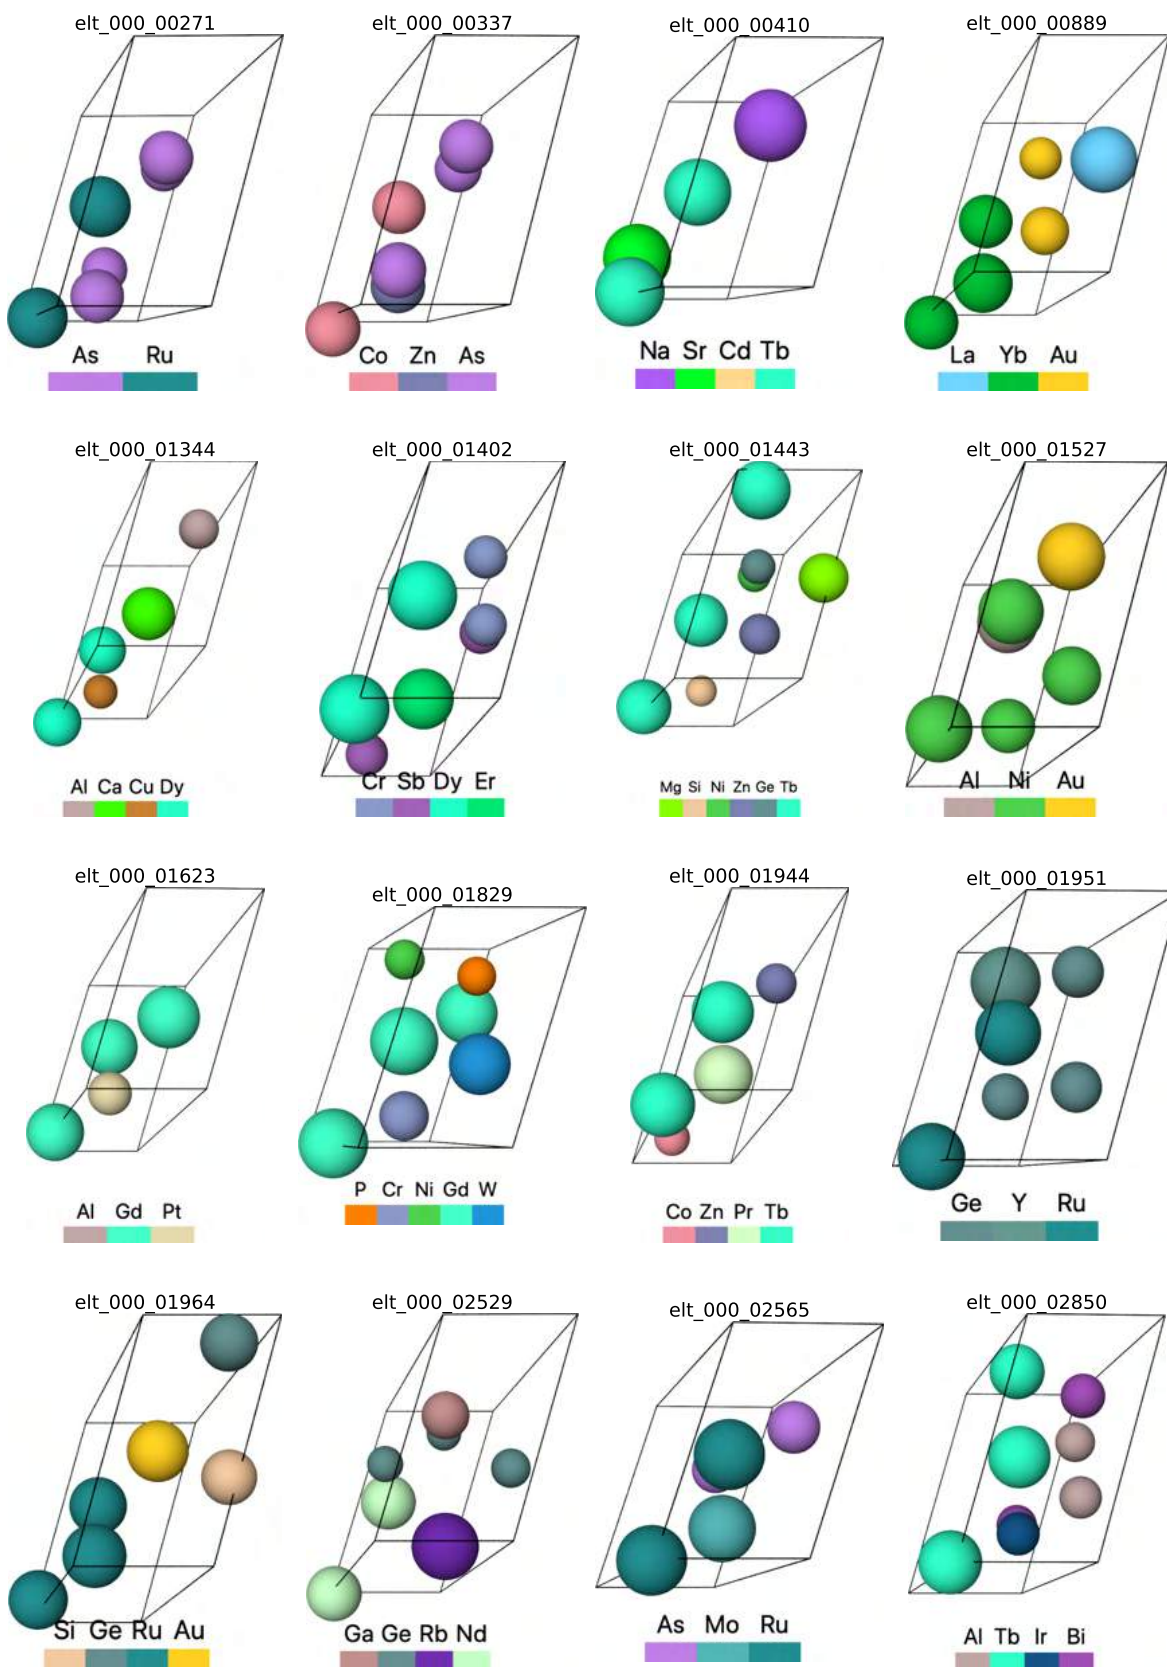 elt_000_00271 elt_000_00337 elt_000_00410 elt_000_00889
As Ru Co Zn As Na Sr Cd Tb La Yb Au
elt_000_01344 elt_000_01402 elt_000_01443 elt_000_01527
Al Ca Cu Dy Cr Sb Dy Er Mg Si Ni Zn Ge Tb Al Ni Au
elt_000_01623 elt_000_01829 elt_000_01944 elt_000_01951
Al Gd Pt P Cr Ni Gd W Co Zn Pr Tb Ge Y Ru
elt_000_01964 elt_000_02529 elt_000_02565 elt_000_02850
Si Ge Ru Au Ga Ge Rb Nd As Mo Ru Al Tb Ir Bi